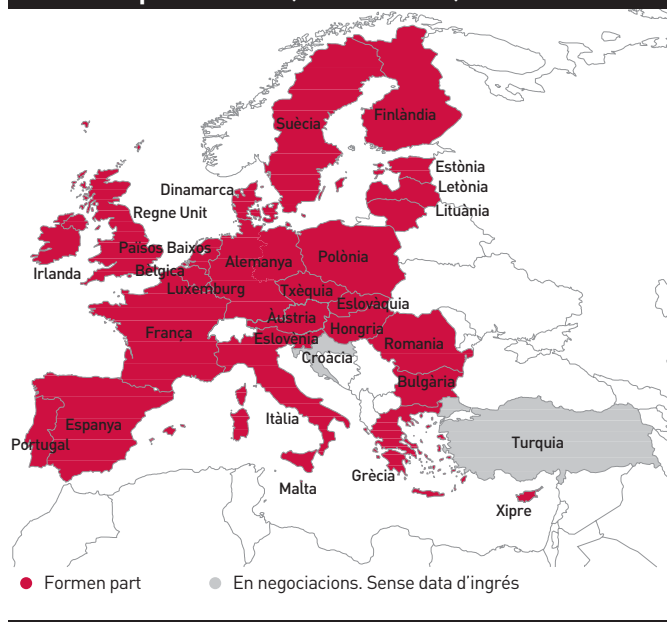 Suècia
Finlàndia
Estònia
Letònia
Lituània
Dinamarca
Regne Unit
Irlanda
Països Baixos
Bèlgica
Luxemburg
Alemanya
Polònia
Txèquia
Eslovàquia
Àustria
Hongria
Eslovènia
Croàcia
França
Romania
Bulgària
Espanya
Portugal
Itàlia
Malta
Grècia
Turquia
Xipre
Formen part
En negociacions. Sense data d'ingrés